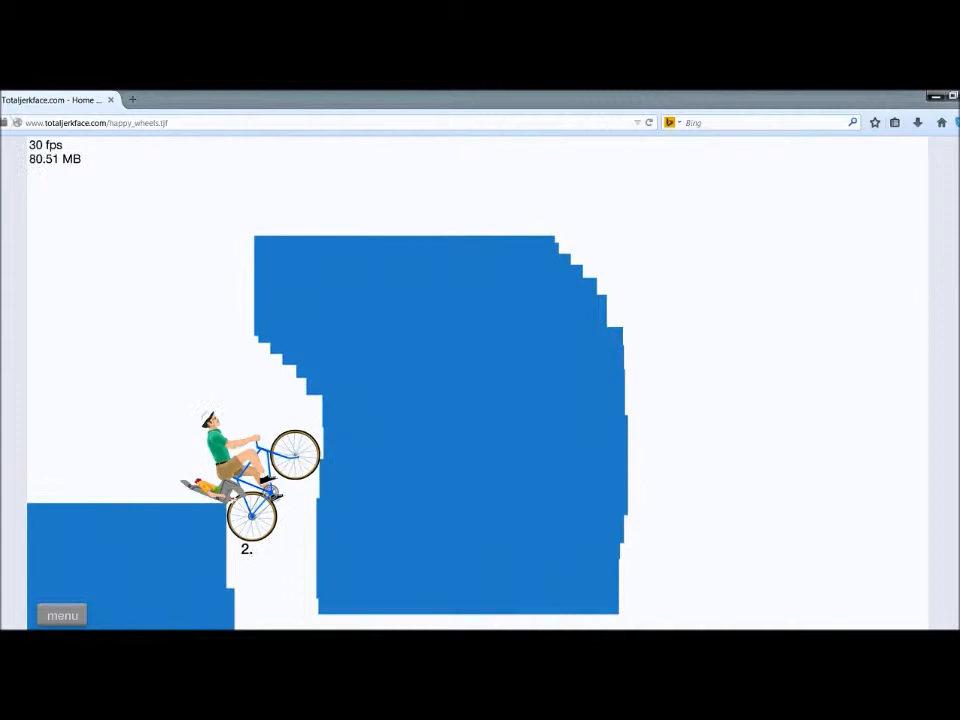 Totaljerkface.com - Home ...
www.totaljerkface.com/happy_wheels.tjf
Bing
30 fps
80.51 MB
2.
menu